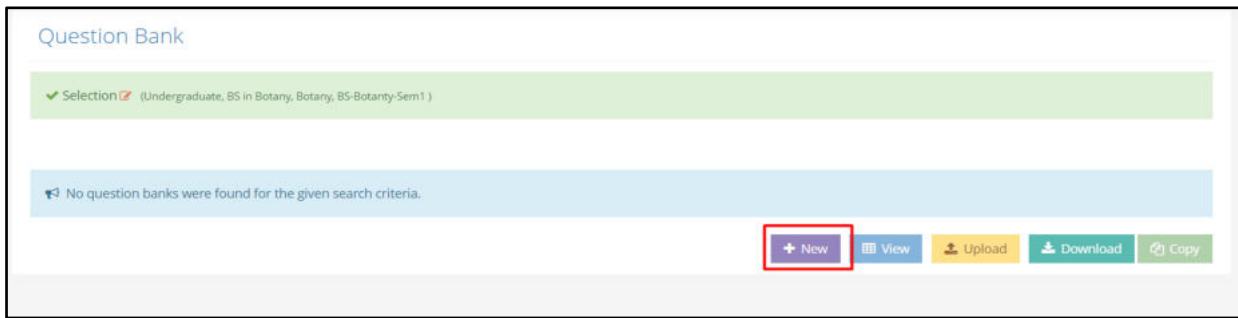 Question Bank
Selection (Undergraduate, BS in Botany, Botany, BS-Botanty-Sem1 )
No question banks were found for the given search criteria.
New View Upload Download Copy